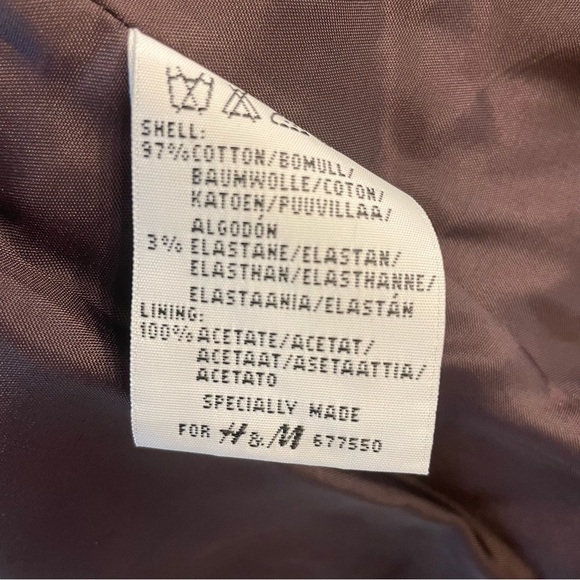 SHELL:
97% COTTON/BOMULL/
BAUMWOLLE/COTON/
KATOEN/PUUVILLAA/
ALGODÓN
3% ELASTANE/ELASTAN/
ELASTHAN/ELASTHANNE/
ELASTAANIA/ELASTÁN
LINING:
100% ACETATE/ACETAT/
ACETAAT/ASETAATTIA/
ACETATO
SPECIALLY MADE
FOR H&M 677550